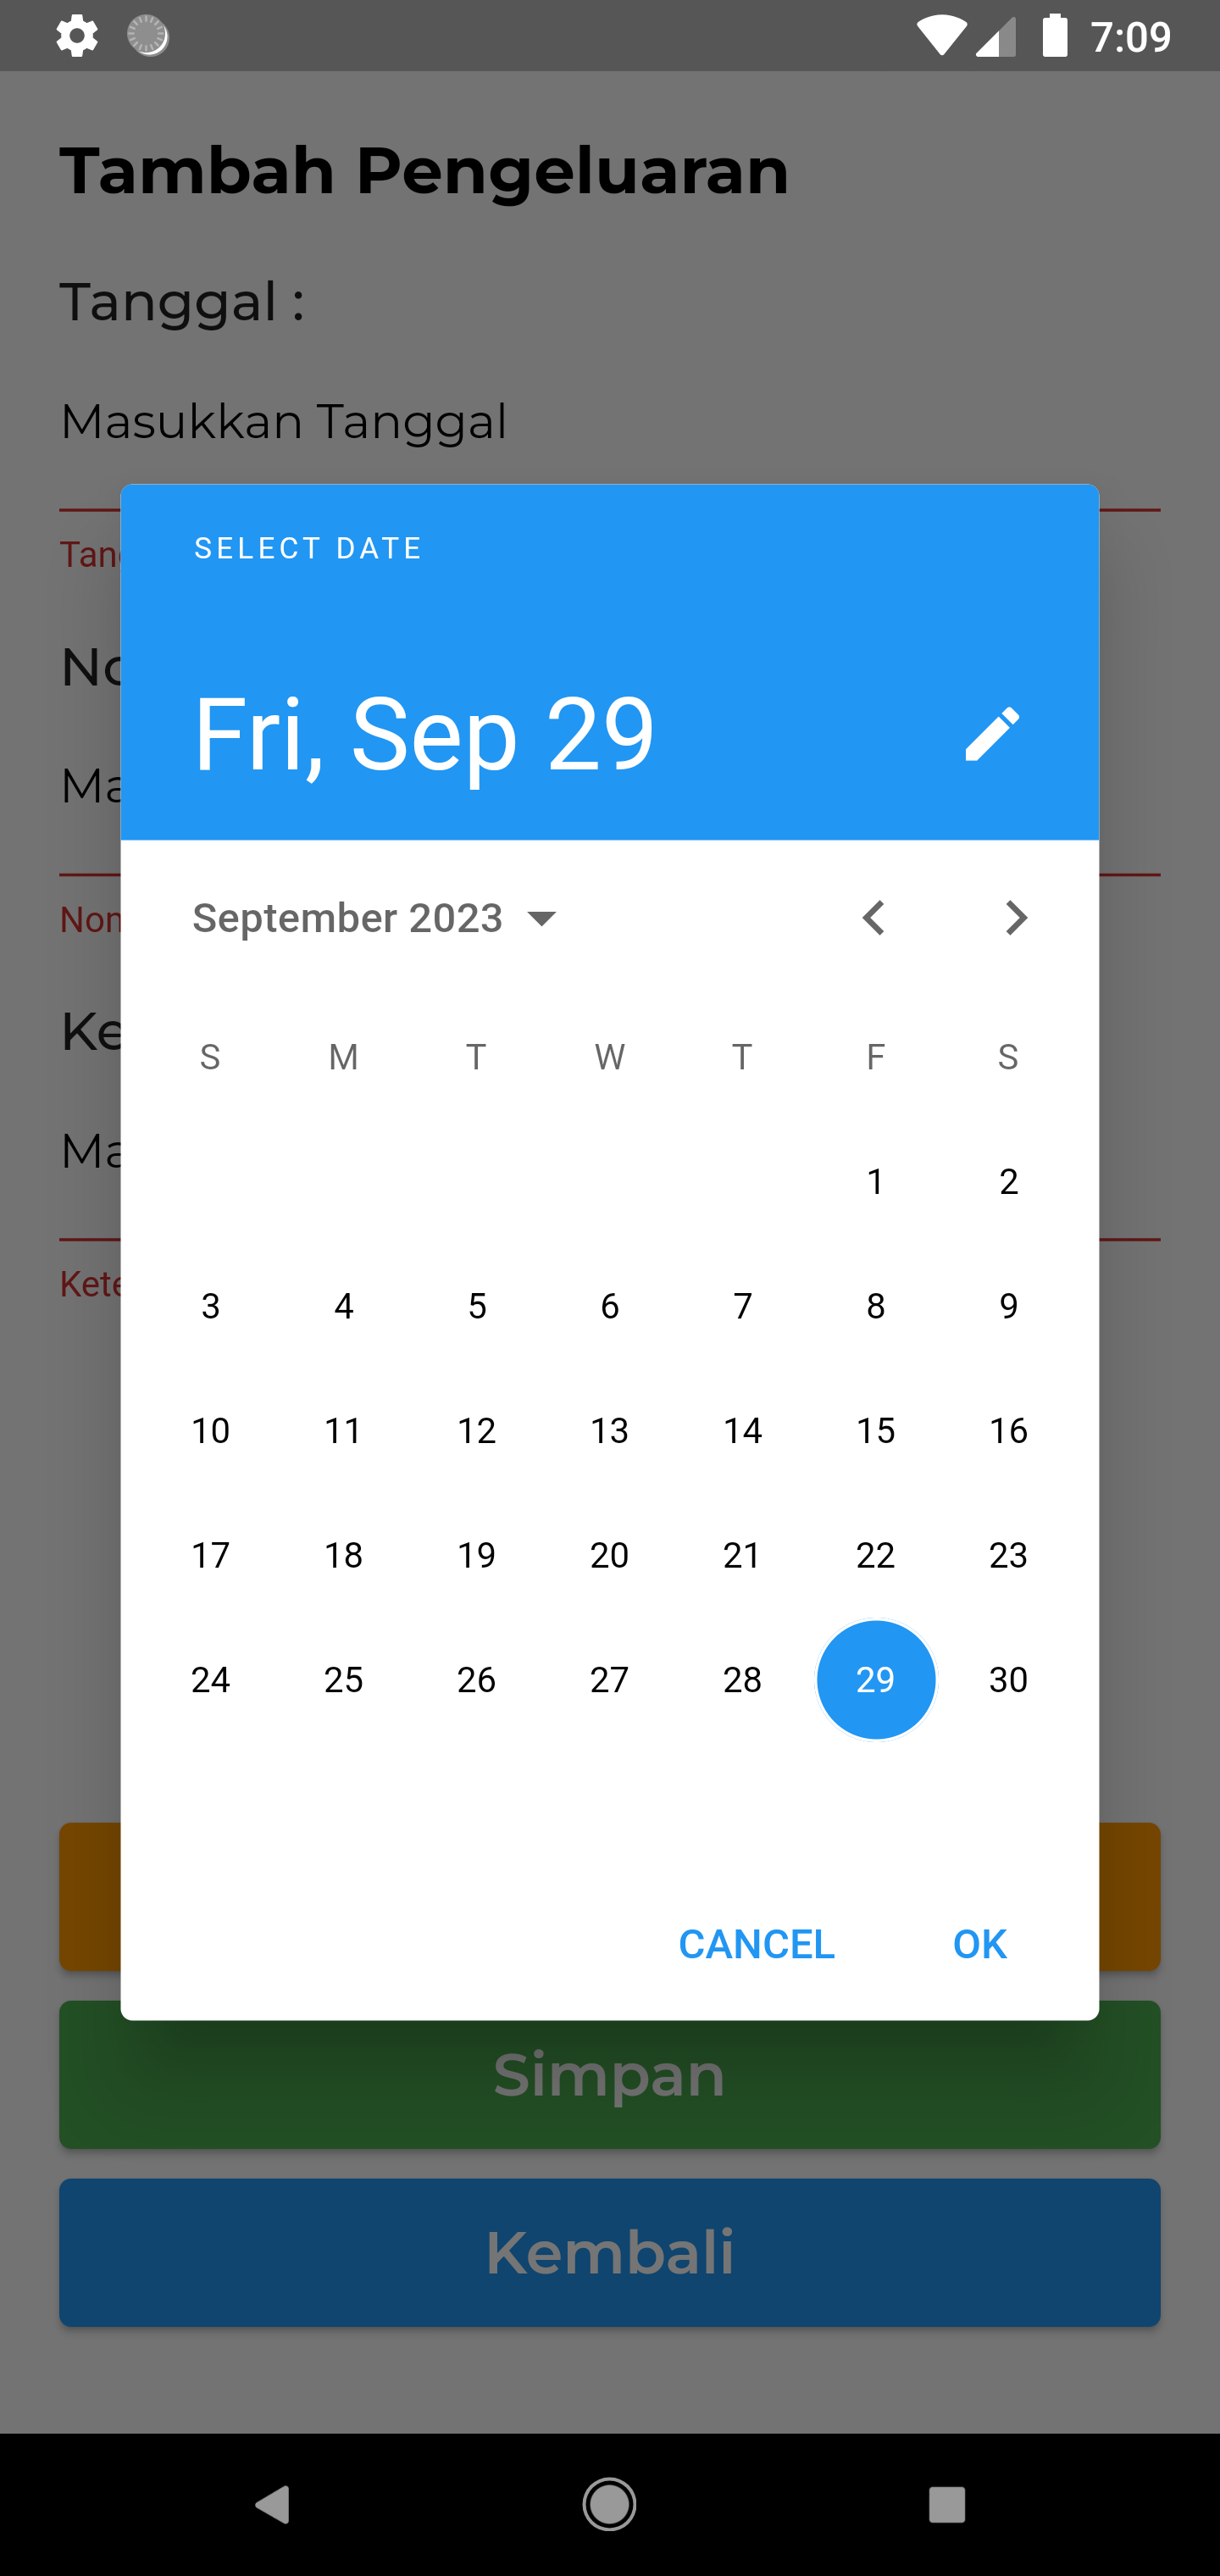 7:09
Tambah Pengeluaran
Tanggal :
Masukkan Tanggal
SELECT DATE
Fri, Sep 29
September 2023
S M T W T F S
1 2
3 4 5 6 7 8 9
10 11 12 13 14 15 16
17 18 19 20 21 22 23
24 25 26 27 28 29 30
CANCEL OK
Simpan
Kembali